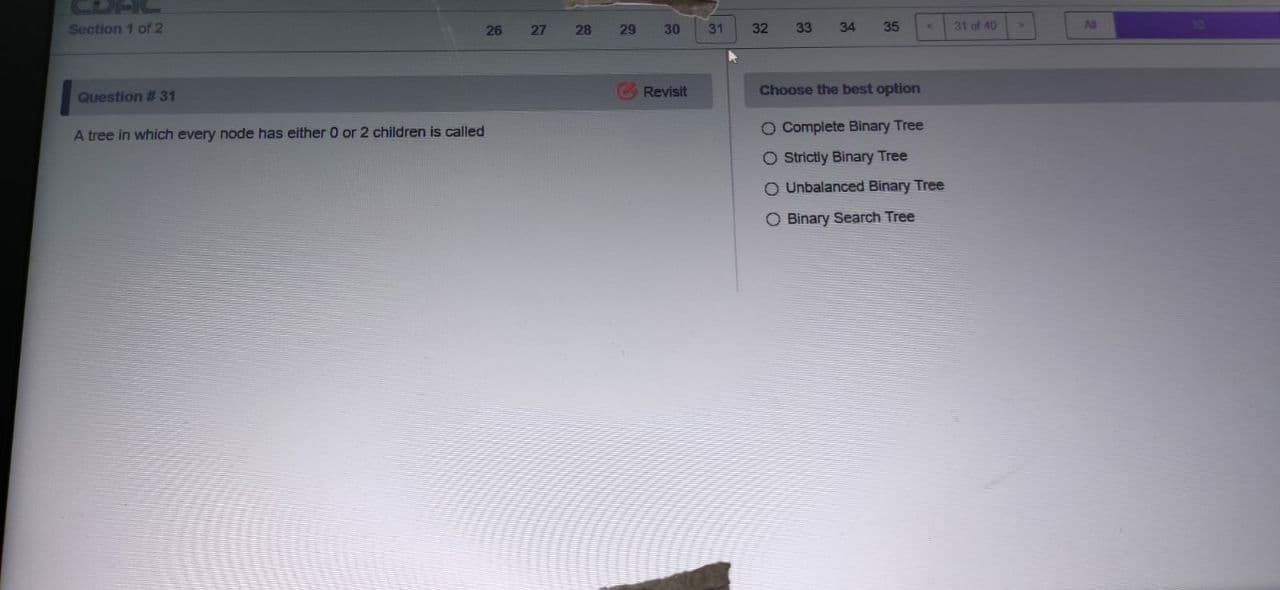 CDAC
Section 1 of 2
26 27 28 29 30 31 32 33 34 35 < 31 of 40 > All
Question # 31
Revisit
A tree in which every node has either 0 or 2 children is called
Choose the best option
Complete Binary Tree
Strictly Binary Tree
Unbalanced Binary Tree
Binary Search Tree